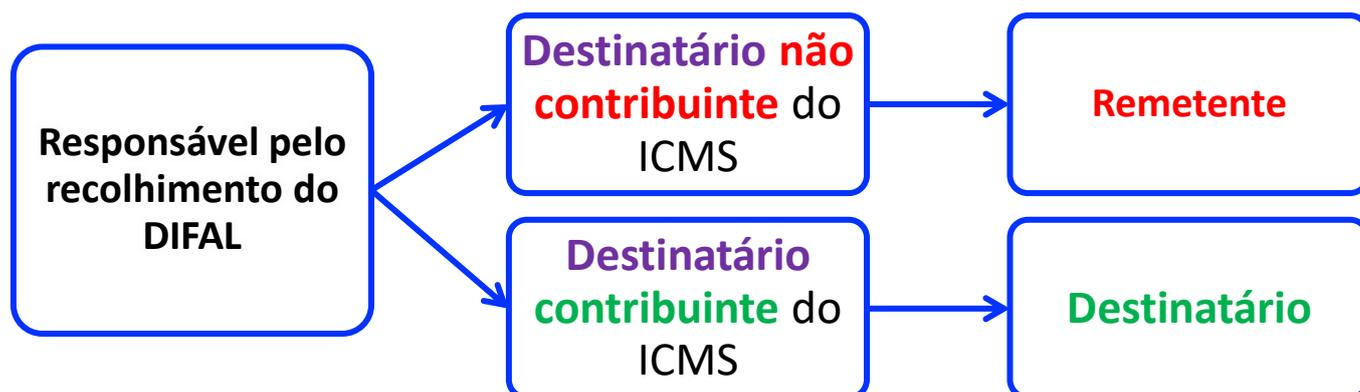 Responsável pelo
recolhimento do
DIFAL
Destinatário não
contribuinte do
ICMS
Remetente
Destinatário
contribuinte do
ICMS
Destinatário